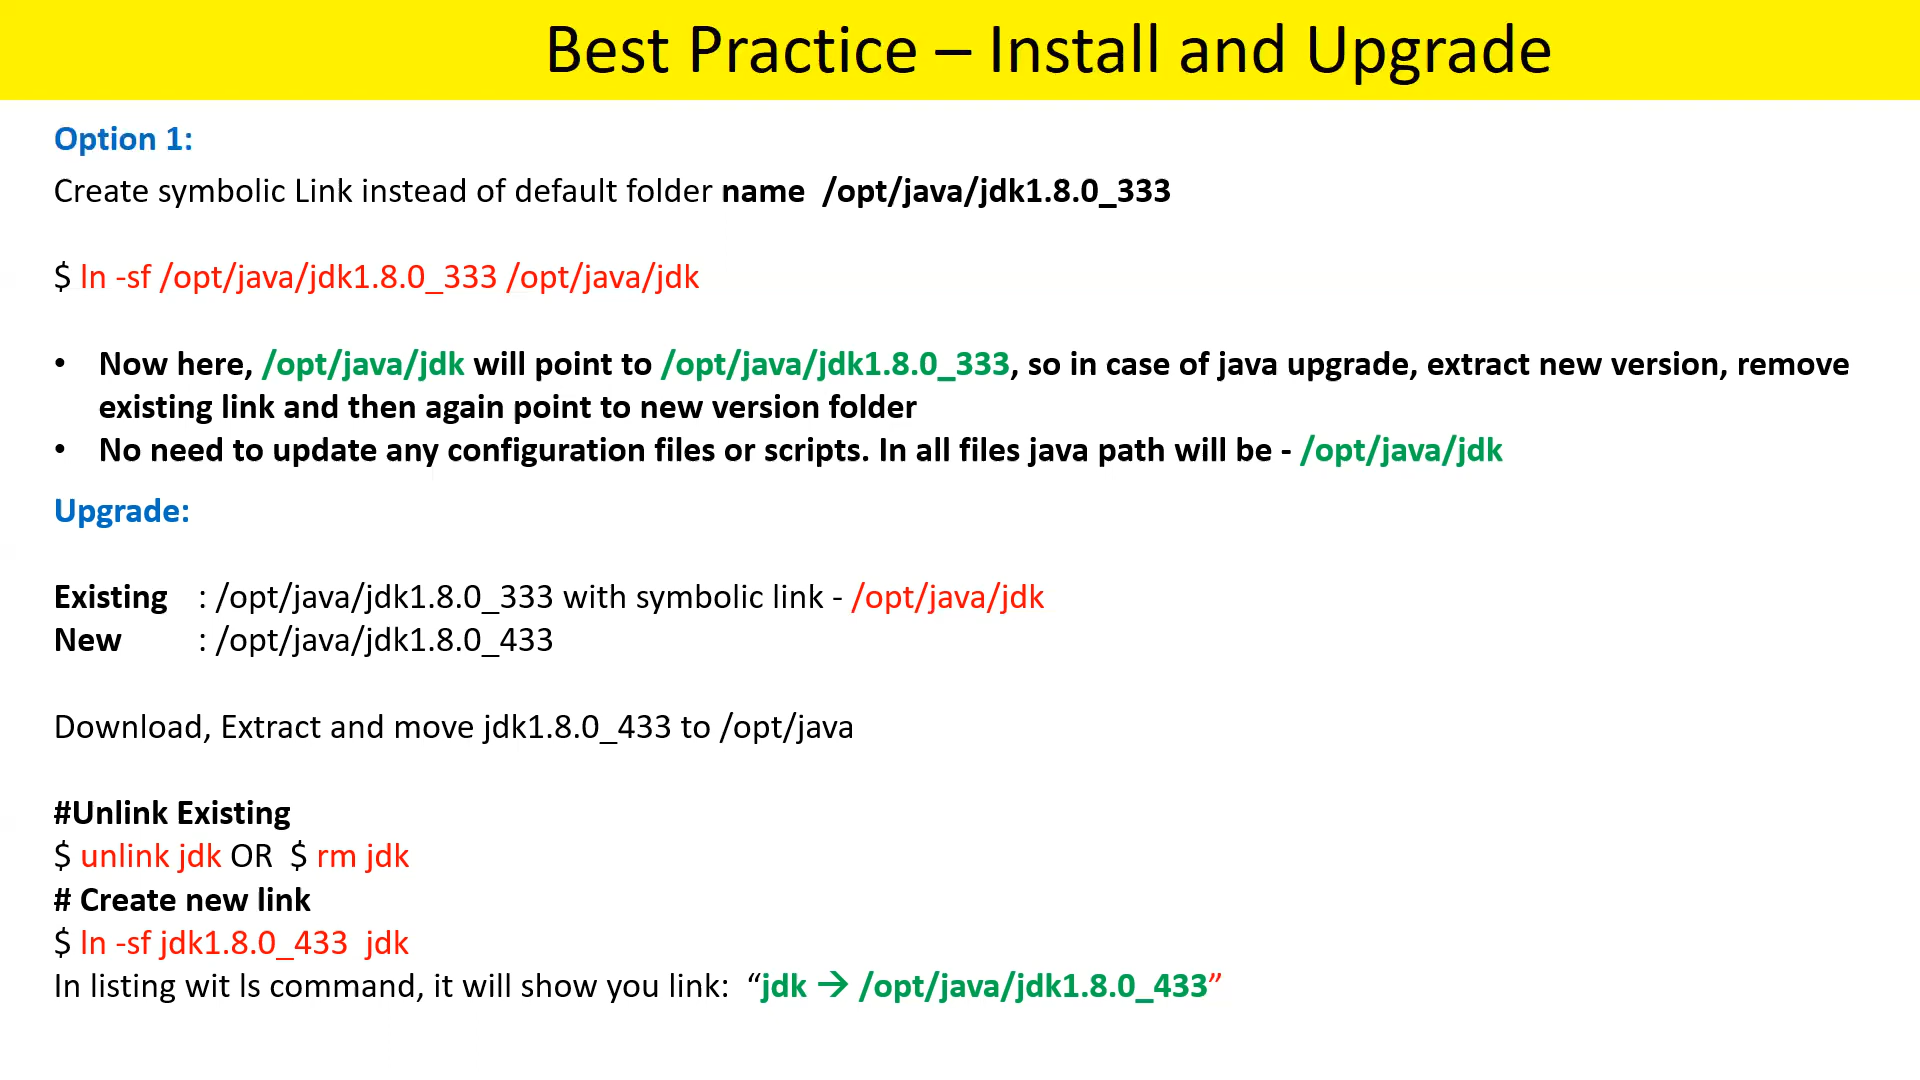 Best Practice – Install and Upgrade
Option 1:
Create symbolic Link instead of default folder name /opt/java/jdk1.8.0_333
$ ln -sf /opt/java/jdk1.8.0_333 /opt/java/jdk
• Now here, /opt/java/jdk will point to /opt/java/jdk1.8.0_333, so in case of java upgrade, extract new version, remove
existing link and then again point to new version folder
• No need to update any configuration files or scripts. In all files java path will be - /opt/java/jdk
Upgrade:
Existing : /opt/java/jdk1.8.0_333 with symbolic link - /opt/java/jdk
New : /opt/java/jdk1.8.0_433
Download, Extract and move jdk1.8.0_433 to /opt/java
#Unlink Existing
$ unlink jdk OR $ rm jdk
# Create new link
$ ln -sf jdk1.8.0_433 jdk
In listing wit ls command, it will show you link: “jdk → /opt/java/jdk1.8.0_433”